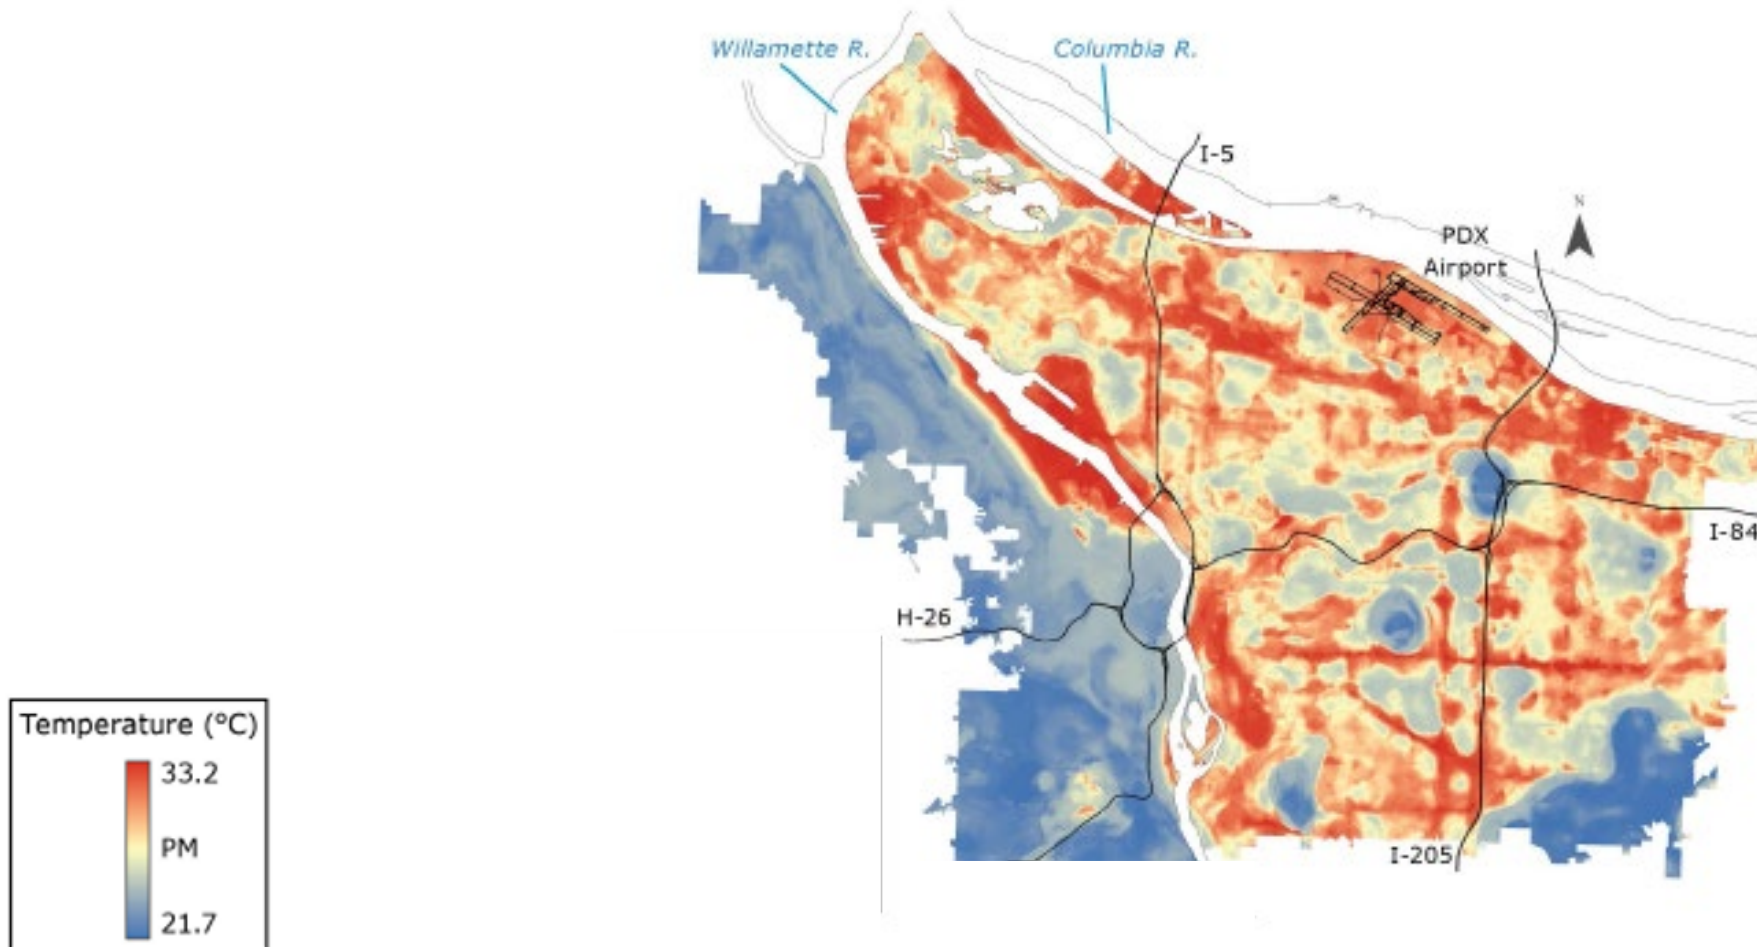 Willamette R.
Columbia R.
I-5
N
PDX
Airport
I-84
H-26
I-205
Temperature (°C)
33.2
PM
21.7